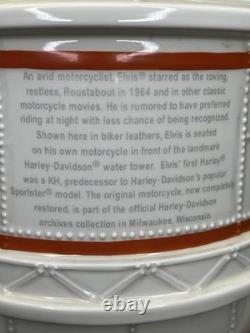 An avid motorcyclist, Elvis® starred as the roving,
restless, Roustabout in 1964 and in other classic
motorcycle movies. He is rumored to have preferred
riding at night with less chance of being recognized.
Shown here in biker leathers, Elvis is seated
on his own motorcycle in front of the landmark
Harley-Davidson® water tower. Elvis' first Harley®
was a KH, predecessor to Harley-Davidson's popular
Sportster® model. The original motorcycle, now completely
restored, is part of the official Harley-Davidson
archives collection in Milwaukee, Wisconsin.